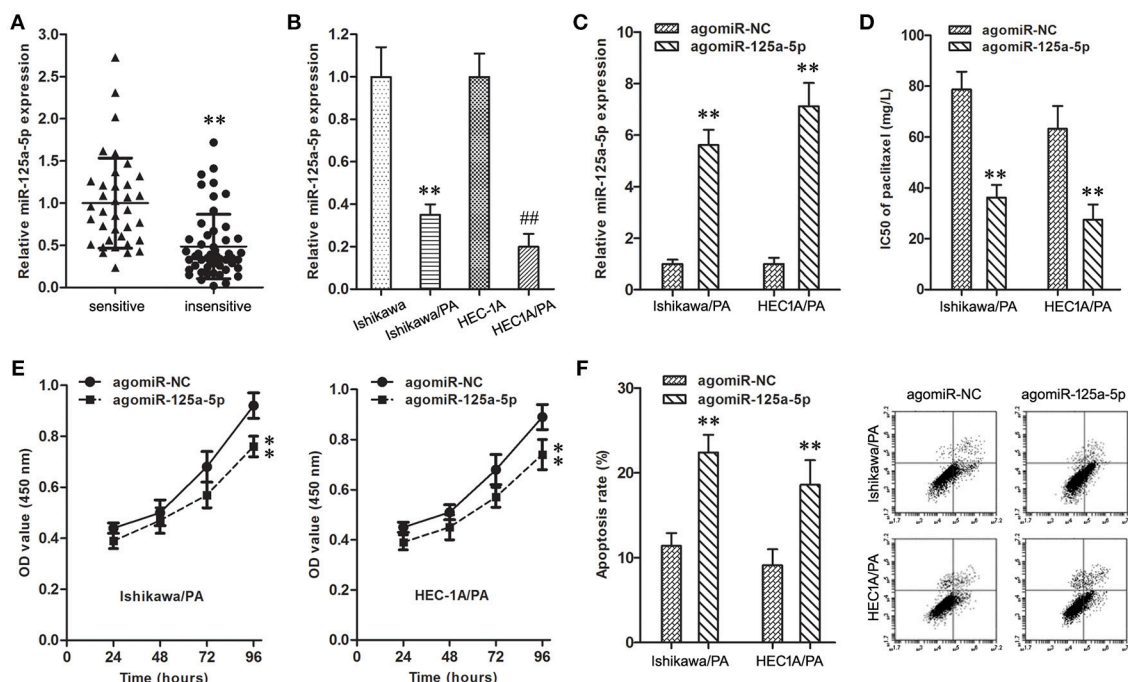 A
Relative miR-125a-5p expression
3.0
2.5
2.0
1.5
1.0
0.5
0.0
**
sensitive
insensitive
B
Relative miR-125a-5p expression
1.2
1.0
0.8
0.6
0.4
0.2
0.0
**
##
Ishikawa
Ishikawa/PA
HEC-1A
HEC1A/PA
C
agomiR-NC
agomiR-125a-5p
Relative miR-125a-5p expression
10
8
6
4
2
0
**
**
Ishikawa/PA
HEC1A/PA
D
agomiR-NC
agomiR-125a-5p
IC50 of paclitaxel (mg/L)
100
80
60
40
20
0
**
**
Ishikawa/PA
HEC1A/PA
E
agomiR-NC
agomiR-125a-5p
OD value (450 nm)
1.0
0.8
0.6
0.4
0.2
0.0
**
Ishikawa/PA
0
24
48
72
96
Time (hours)
agomiR-NC
agomiR-125a-5p
OD value (450 nm)
1.0
0.8
0.6
0.4
0.2
0.0
**
HEC-1A/PA
0
24
48
72
96
Time (hours)
F
agomiR-NC
agomiR-125a-5p
Apoptosis rate (%)
30
20
10
0
**
**
Ishikawa/PA
HEC1A/PA
agomiR-NC
agomiR-125a-5p
Ishikawa/PA
HEC1A/PA